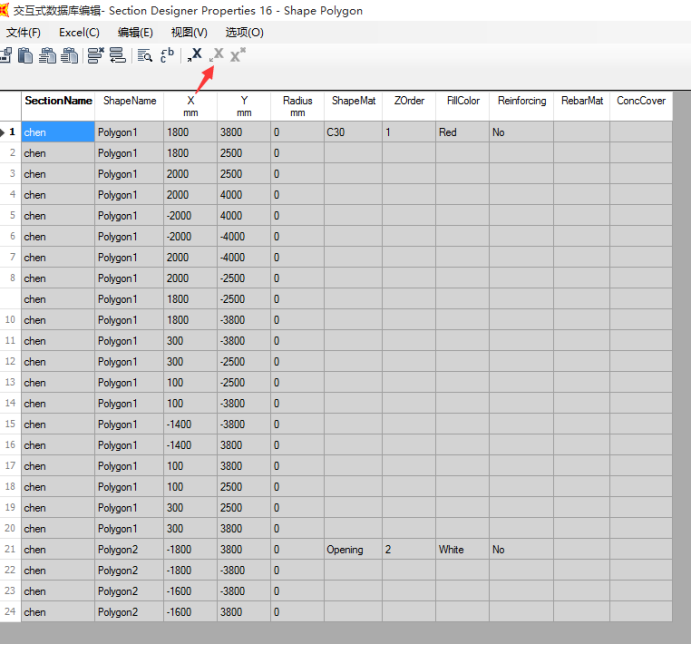 交互式数据库编辑- Section Designer Properties 16 - Shape Polygon
文件(F) Excel(C) 编辑(E) 视图(V) 选项(O)
SectionName ShapeName X mm Y mm Radius mm ShapeMat ZOrder FillColor Reinforcing RebarMat ConcCover
1 chen Polygon1 1800 3800 0 C30 1 Red No
2 chen Polygon1 1800 2500 0
3 chen Polygon1 2000 2500 0
4 chen Polygon1 2000 4000 0
5 chen Polygon1 -2000 4000 0
6 chen Polygon1 -2000 -4000 0
7 chen Polygon1 2000 -4000 0
8 chen Polygon1 2000 -2500 0
chen Polygon1 1800 -2500 0
10 chen Polygon1 1800 -3800 0
11 chen Polygon1 300 -3800 0
12 chen Polygon1 300 -2500 0
13 chen Polygon1 100 -2500 0
14 chen Polygon1 100 -3800 0
15 chen Polygon1 -1400 -3800 0
16 chen Polygon1 -1400 3800 0
17 chen Polygon1 100 3800 0
18 chen Polygon1 100 2500 0
19 chen Polygon1 300 2500 0
20 chen Polygon1 300 3800 0
21 chen Polygon2 -1800 3800 0 Opening 2 White No
22 chen Polygon2 -1800 -3800 0
23 chen Polygon2 -1600 -3800 0
24 chen Polygon2 -1600 3800 0